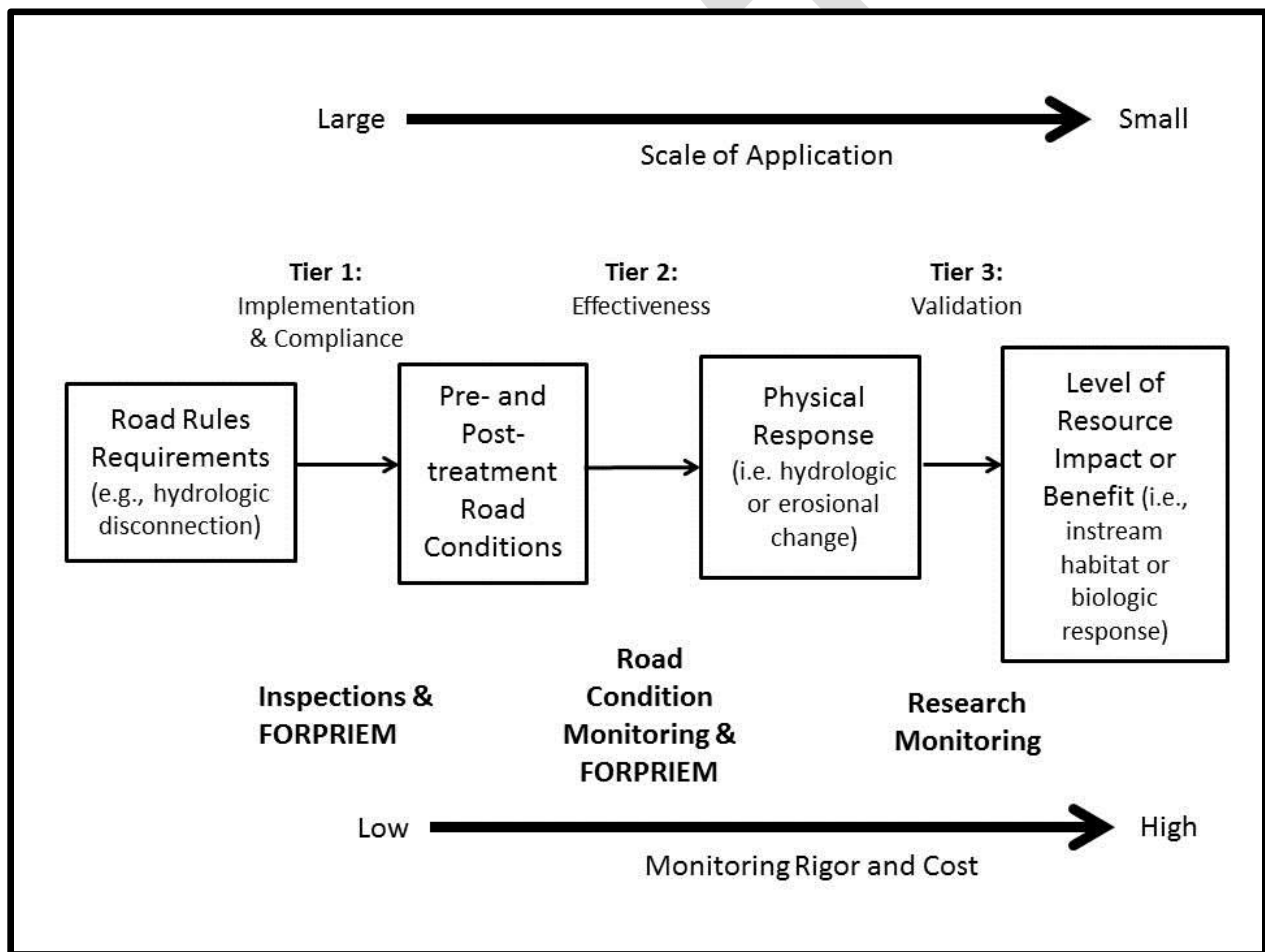 Large
Small
Scale of Application
Tier 1:
Implementation
& Compliance
Tier 2:
Effectiveness
Tier 3:
Validation
Road Rules
Requirements
(e.g., hydrologic
disconnection)
Pre- and
Post-
treatment
Road
Conditions
Physical
Response
(i.e. hydrologic
or erosional
change)
Level of
Resource
Impact or
Benefit (i.e.,
instream
habitat or
biologic
response)
Inspections &
FORPRIEM
Road
Condition
Monitoring &
FORPRIEM
Research
Monitoring
Low
High
Monitoring Rigor and Cost